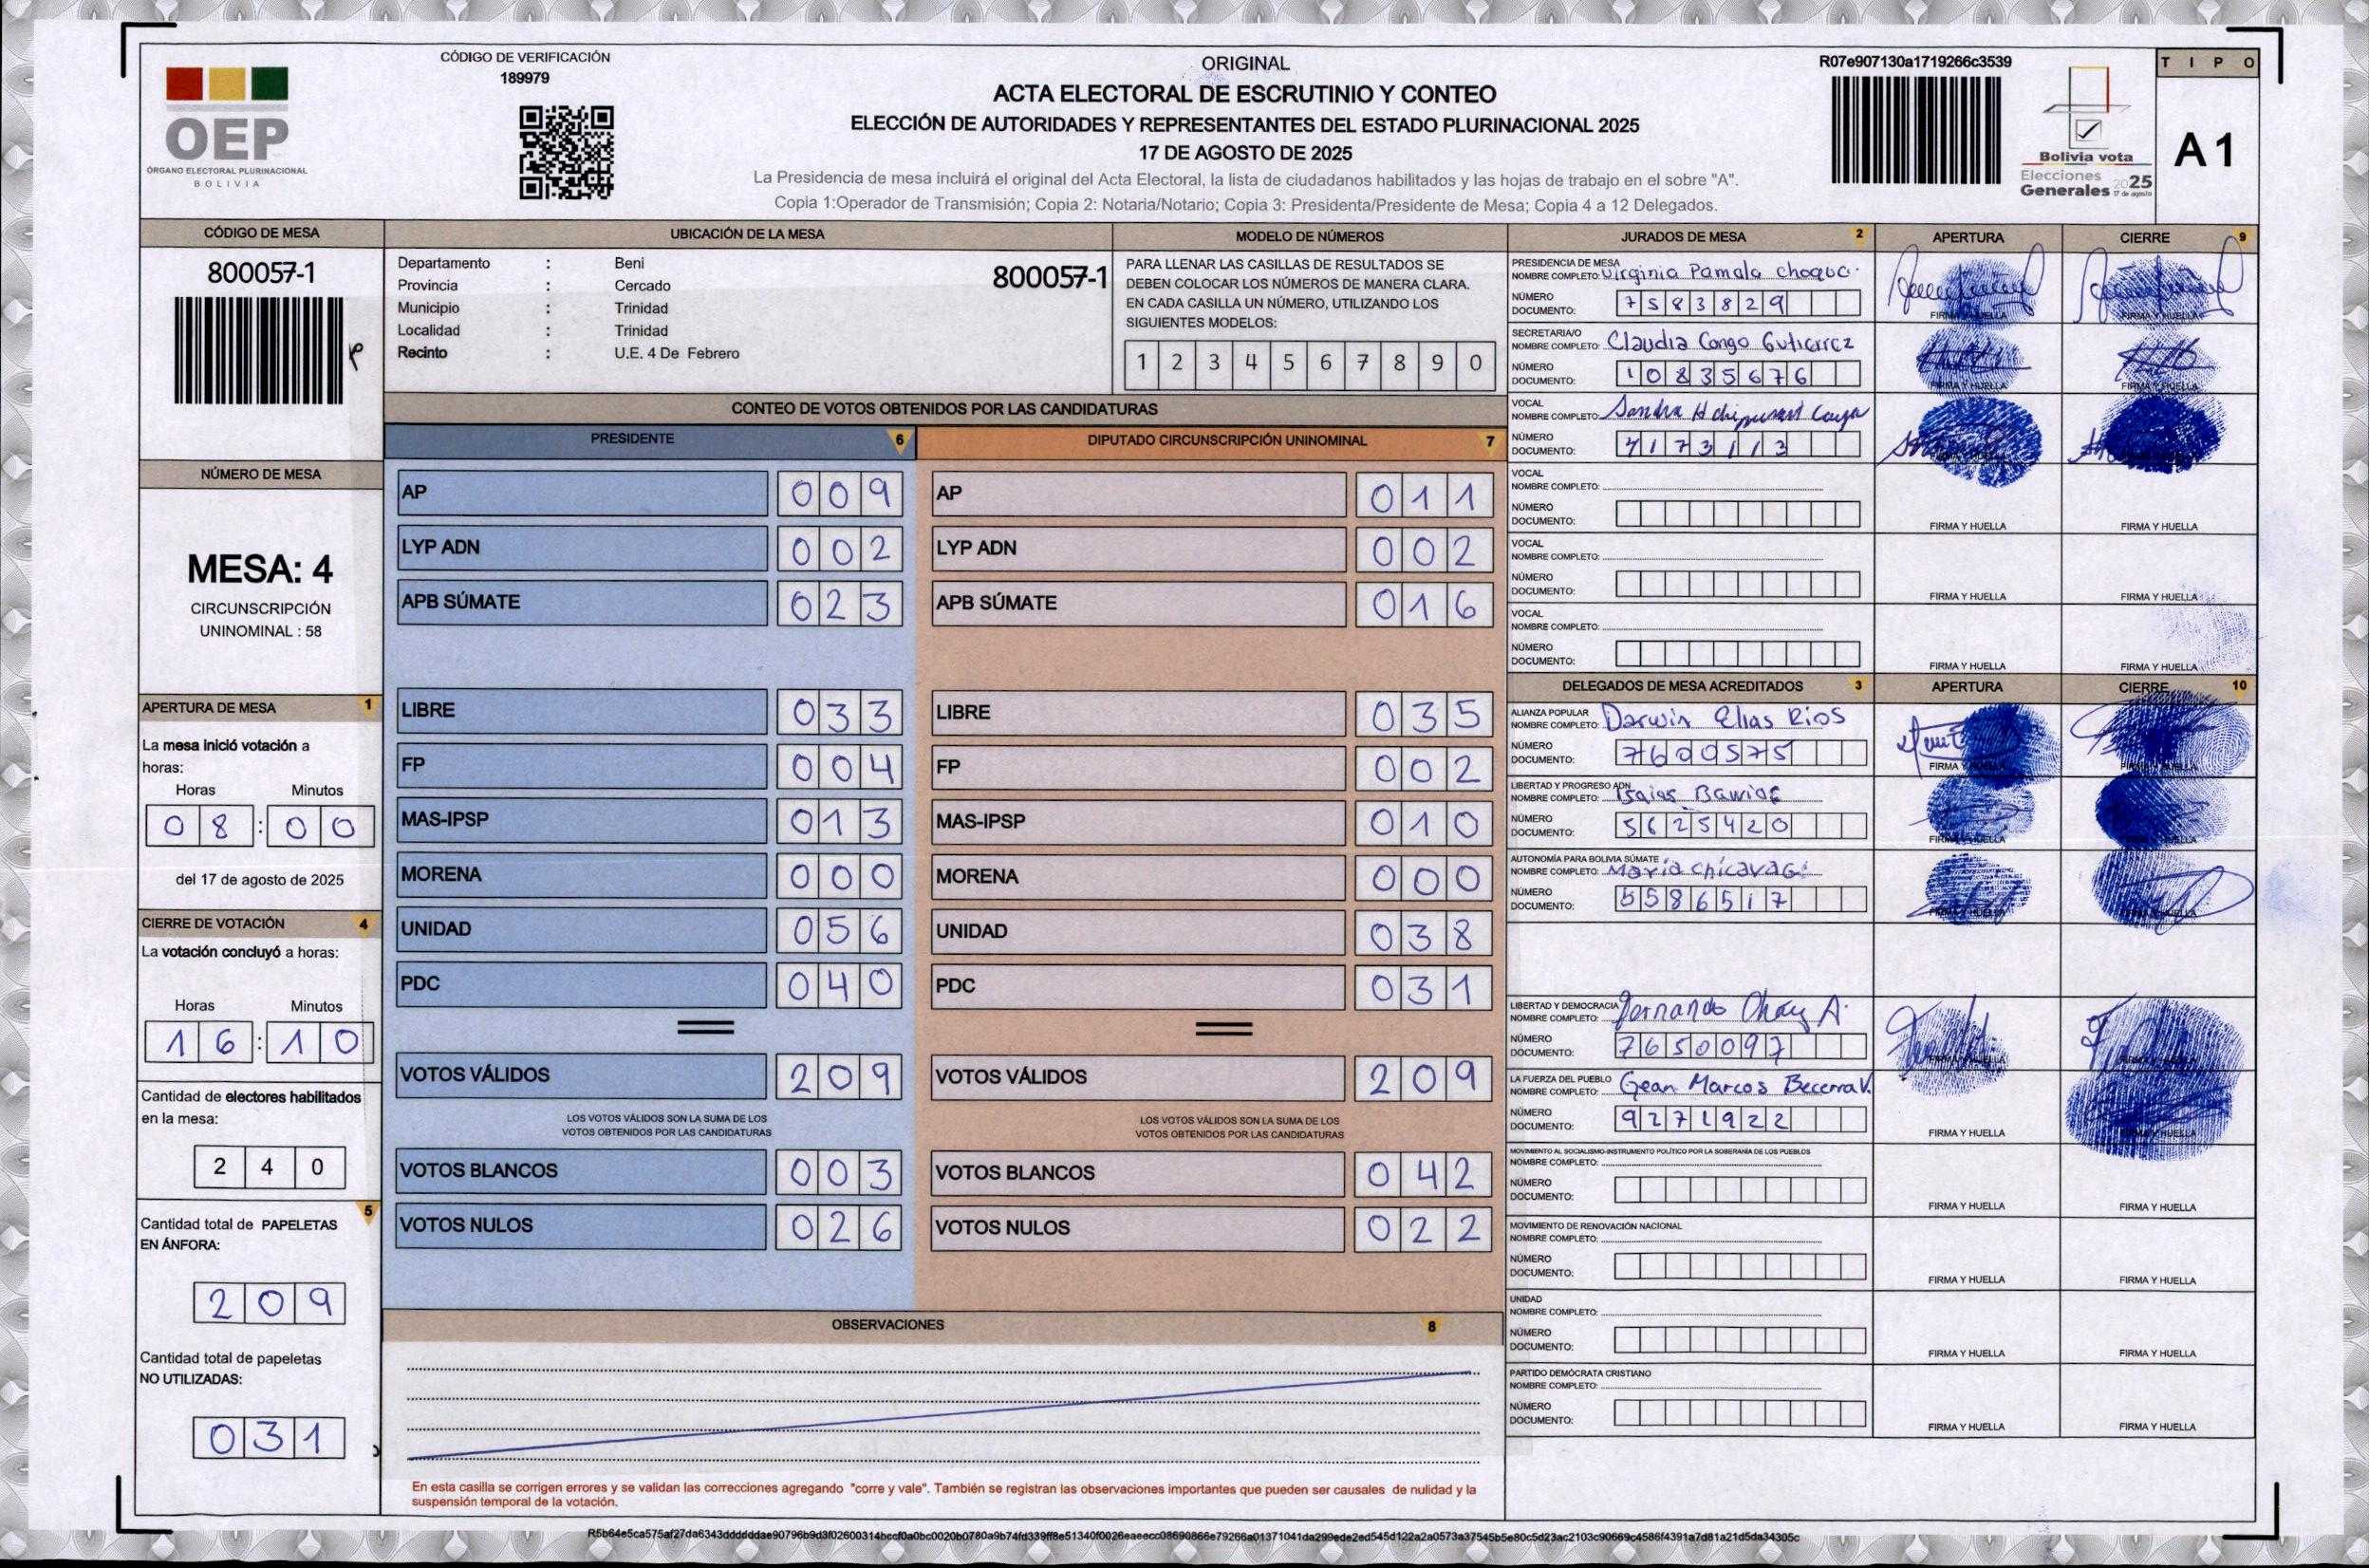 CÓDIGO DE VERIFICACIÓN
189979
OEP
ÓRGANO ELECTORAL PLURINACIONAL
BOLIVIA
ORIGINAL
ACTA ELECTORAL DE ESCRUTINIO Y CONTEO
ELECCIÓN DE AUTORIDADES Y REPRESENTANTES DEL ESTADO PLURINACIONAL 2025
17 DE AGOSTO DE 2025
La Presidencia de mesa incluirá el original del Acta Electoral, la lista de ciudadanos habilitados y las hojas de trabajo en el sobre "A".
Copia 1:Operador de Transmisión; Copia 2: Notaria/Notario; Copia 3: Presidenta/Presidente de Mesa; Copia 4 a 12 Delegados.
R07e907130a1719266c3539
Bolivia vota
Elecciones
Generales 2025
17 de agosto
TIPO
A 1
CÓDIGO DE MESA
800057-1
NÚMERO DE MESA
MESA: 4
CIRCUNSCRIPCIÓN
UNINOMINAL : 58
APERTURA DE MESA 1
La mesa inició votación a
horas:
Horas Minutos
08 : 00
del 17 de agosto de 2025
CIERRE DE VOTACIÓN 4
La votación concluyó a horas:
Horas Minutos
16 : 10
Cantidad de electores habilitados
en la mesa:
240
5
Cantidad total de PAPELETAS
EN ÁNFORA:
209
Cantidad total de papeletas
NO UTILIZADAS:
031
UBICACIÓN DE LA MESA
Departamento : Beni
800057-1
Provincia : Cercado
Municipio : Trinidad
Localidad : Trinidad
Recinto : U.E. 4 De Febrero
MODELO DE NÚMEROS
PARA LLENAR LAS CASILLAS DE RESULTADOS SE
DEBEN COLOCAR LOS NÚMEROS DE MANERA CLARA.
EN CADA CASILLA UN NÚMERO, UTILIZANDO LOS
SIGUIENTES MODELOS:
1 2 3 4 5 6 7 8 9 0
CONTEO DE VOTOS OBTENIDOS POR LAS CANDIDATURAS
PRESIDENTE 6
AP 009
LYP ADN 002
APB SÚMATE 023
LIBRE 033
FP 004
MAS-IPSP 013
MORENA 000
UNIDAD 056
PDC 040
VOTOS VÁLIDOS 209
LOS VOTOS VÁLIDOS SON LA SUMA DE LOS
VOTOS OBTENIDOS POR LAS CANDIDATURAS
VOTOS BLANCOS 003
VOTOS NULOS 026
DIPUTADO CIRCUNSCRIPCIÓN UNINOMINAL 7
AP 011
LYP ADN 002
APB SÚMATE 016
LIBRE 035
FP 002
MAS-IPSP 010
MORENA 000
UNIDAD 038
PDC 031
VOTOS VÁLIDOS 209
LOS VOTOS VÁLIDOS SON LA SUMA DE LOS
VOTOS OBTENIDOS POR LAS CANDIDATURAS
VOTOS BLANCOS 042
VOTOS NULOS 022
OBSERVACIONES 8
En esta casilla se corrigen errores y se validan las correcciones agregando "corre y vale". También se registran las observaciones importantes que pueden ser causales de nulidad y la
suspensión temporal de la votación.
JURADOS DE MESA 2 APERTURA CIERRE 9
PRESIDENCIA DE MESA
NOMBRE COMPLETO: Virginia Pamala choque
NÚMERO
DOCUMENTO: 7583829
FIRMA Y HUELLA FIRMA Y HUELLA
SECRETARIA/O
NOMBRE COMPLETO: Claudia Congo Gutierrez
NÚMERO
DOCUMENTO: 10835676
FIRMA Y HUELLA FIRMA Y HUELLA
VOCAL
NOMBRE COMPLETO: Sandra
NÚMERO
DOCUMENTO: 7173113
FIRMA Y HUELLA FIRMA Y HUELLA
VOCAL
NOMBRE COMPLETO:
NÚMERO
DOCUMENTO:
FIRMA Y HUELLA FIRMA Y HUELLA
VOCAL
NOMBRE COMPLETO:
NÚMERO
DOCUMENTO:
FIRMA Y HUELLA FIRMA Y HUELLA
VOCAL
NOMBRE COMPLETO:
NÚMERO
DOCUMENTO:
FIRMA Y HUELLA FIRMA Y HUELLA
DELEGADOS DE MESA ACREDITADOS 3 APERTURA CIERRE 10
ALIANZA POPULAR
NOMBRE COMPLETO: Darwin Elias Rios
NÚMERO
DOCUMENTO: 7600575
FIRMA Y HUELLA FIRMA Y HUELLA
LIBERTAD Y PROGRESO ADN
NOMBRE COMPLETO: Isaias
NÚMERO
DOCUMENTO: 5625420
FIRMA Y HUELLA FIRMA Y HUELLA
AUTONOMÍA PARA BOLIVIA SÚMATE
NOMBRE COMPLETO: Maria
NÚMERO
DOCUMENTO: 5586517
FIRMA Y HUELLA FIRMA Y HUELLA
LIBERTAD Y DEMOCRACIA
NOMBRE COMPLETO: Fernando Chay A.
NÚMERO
DOCUMENTO: 7650097
FIRMA Y HUELLA FIRMA Y HUELLA
LA FUERZA DEL PUEBLO
NOMBRE COMPLETO: Gean Marcos Becerra V.
NÚMERO
DOCUMENTO: 9271922
FIRMA Y HUELLA FIRMA Y HUELLA
MOVIMIENTO AL SOCIALISMO-INSTRUMENTO POLÍTICO POR LA SOBERANÍA DE LOS PUEBLOS
NOMBRE COMPLETO:
NÚMERO
DOCUMENTO:
FIRMA Y HUELLA FIRMA Y HUELLA
MOVIMIENTO DE RENOVACIÓN NACIONAL
NOMBRE COMPLETO:
NÚMERO
DOCUMENTO:
FIRMA Y HUELLA FIRMA Y HUELLA
UNIDAD
NOMBRE COMPLETO:
NÚMERO
DOCUMENTO:
FIRMA Y HUELLA FIRMA Y HUELLA
PARTIDO DEMÓCRATA CRISTIANO
NOMBRE COMPLETO:
NÚMERO
DOCUMENTO:
FIRMA Y HUELLA FIRMA Y HUELLA